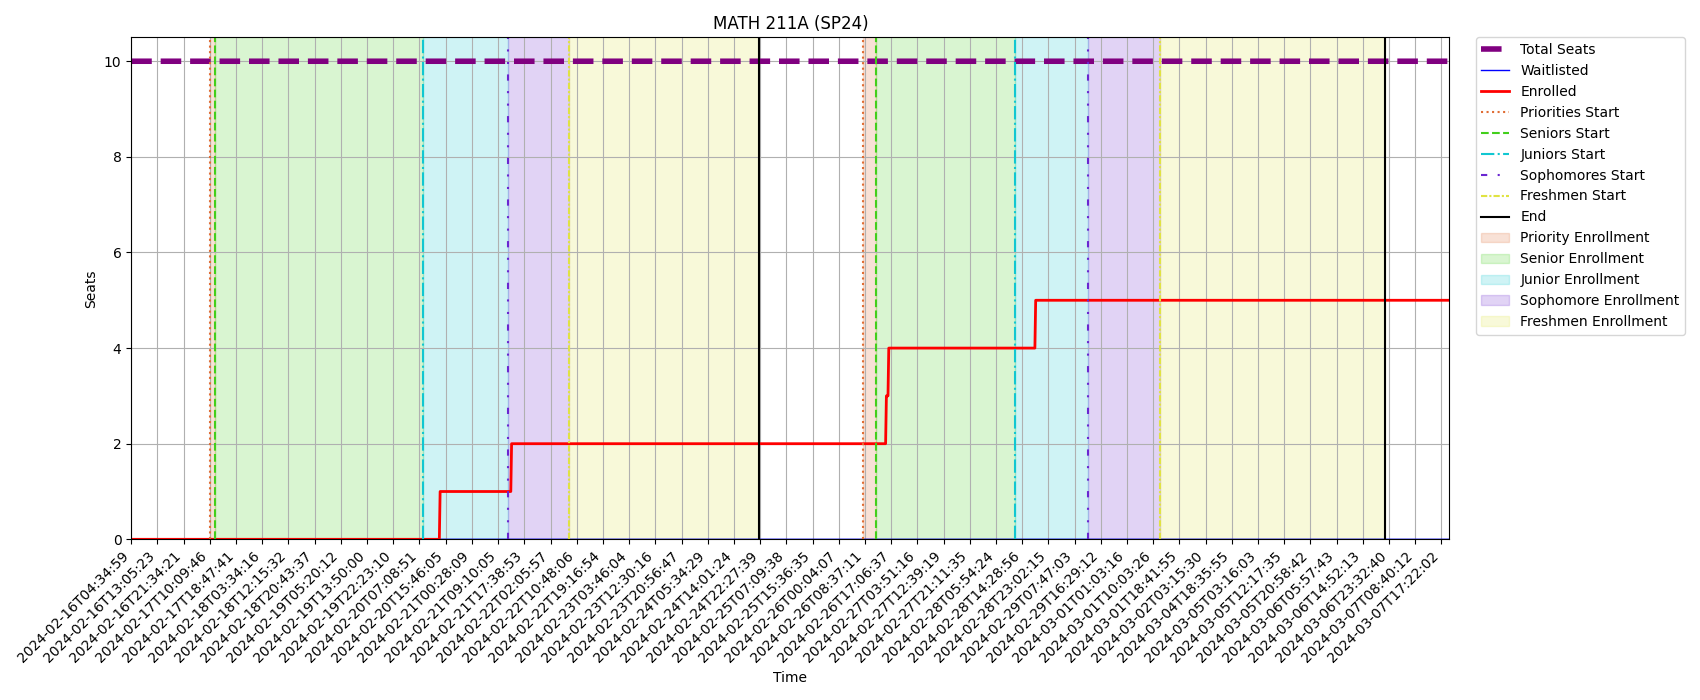 MATH 211A (SP24)
Seats
10
8
6
4
2
0
2024-02-16T04:34:59
2024-02-16T13:05:23
2024-02-16T21:34:21
2024-02-17T10:09:46
2024-02-17T18:47:41
2024-02-18T03:34:16
2024-02-18T12:15:32
2024-02-18T20:43:37
2024-02-19T05:20:12
2024-02-19T13:50:00
2024-02-19T22:23:10
2024-02-20T07:08:51
2024-02-20T15:46:05
2024-02-21T00:28:09
2024-02-21T09:10:05
2024-02-21T17:38:53
2024-02-22T02:05:57
2024-02-22T10:48:06
2024-02-22T19:16:54
2024-02-23T03:46:04
2024-02-23T12:30:16
2024-02-23T20:56:47
2024-02-24T05:34:29
2024-02-24T14:01:24
2024-02-24T22:27:39
2024-02-25T07:09:38
2024-02-25T15:36:35
2024-02-26T00:04:07
2024-02-26T08:37:11
2024-02-26T17:06:37
2024-02-27T03:51:16
2024-02-27T12:39:19
2024-02-27T21:11:35
2024-02-28T05:54:24
2024-02-28T14:28:56
2024-02-28T23:02:15
2024-02-29T07:47:03
2024-02-29T16:29:12
2024-03-01T01:03:16
2024-03-01T10:03:26
2024-03-01T18:41:55
2024-03-02T03:15:30
2024-03-04T18:35:55
2024-03-05T03:16:03
2024-03-05T12:17:35
2024-03-05T20:58:42
2024-03-06T05:57:43
2024-03-06T14:52:13
2024-03-06T23:32:40
2024-03-07T08:40:12
2024-03-07T17:22:02
Time
Total Seats
Waitlisted
Enrolled
Priorities Start
Seniors Start
Juniors Start
Sophomores Start
Freshmen Start
End
Priority Enrollment
Senior Enrollment
Junior Enrollment
Sophomore Enrollment
Freshmen Enrollment